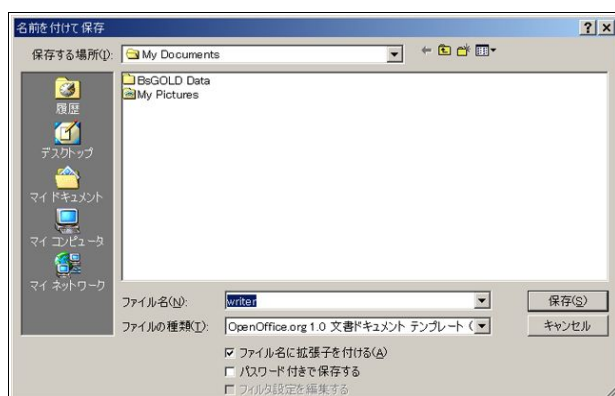 名前を付けて保存
保存する場所(I):
My Documents
履歴
デスクトップ
マイ ドキュメント
マイ コンピュータ
マイ ネットワーク
BsGOLD Data
My Pictures
ファイル名(N):
writer
保存(S)
ファイルの種類(T):
OpenOffice.org 1.0 文書ドキュメント テンプレート (
キャンセル
ファイル名に拡張子を付ける(A)
パスワード付きで保存する
フィルタ設定を編集する